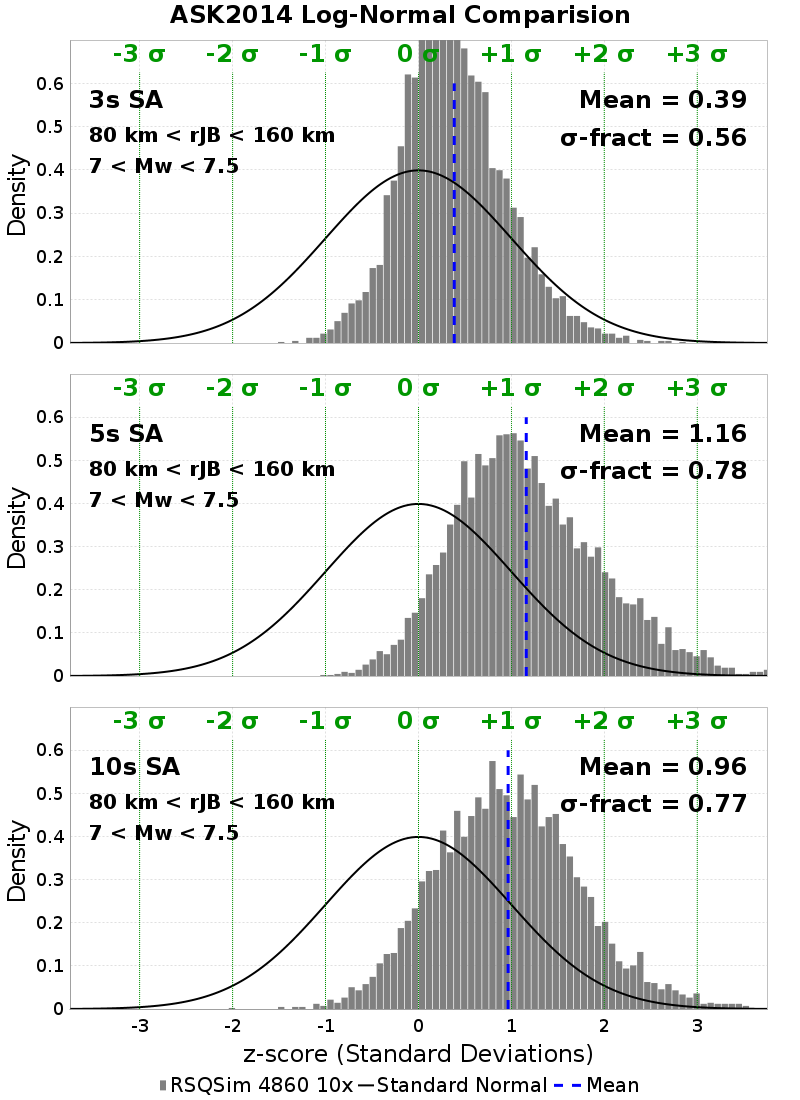 ASK2014 Log-Normal Comparision
-3 σ -2 σ -1 σ 0 σ +1 σ +2 σ +3 σ
3s SA
Mean = 0.39
80 km < rJB < 160 km
σ-fract = 0.56
7 < Mw < 7.5
Density
0.6
0.5
0.4
0.3
0.2
0.1
0
-3 σ -2 σ -1 σ 0 σ +1 σ +2 σ +3 σ
5s SA
Mean = 1.16
80 km < rJB < 160 km
σ-fract = 0.78
7 < Mw < 7.5
Density
0.6
0.5
0.4
0.3
0.2
0.1
0
-3 σ -2 σ -1 σ 0 σ +1 σ +2 σ +3 σ
10s SA
Mean = 0.96
80 km < rJB < 160 km
σ-fract = 0.77
7 < Mw < 7.5
Density
0.6
0.5
0.4
0.3
0.2
0.1
0
-3 -2 -1 0 1 2 3
z-score (Standard Deviations)
RSQSim 4860 10x Standard Normal Mean